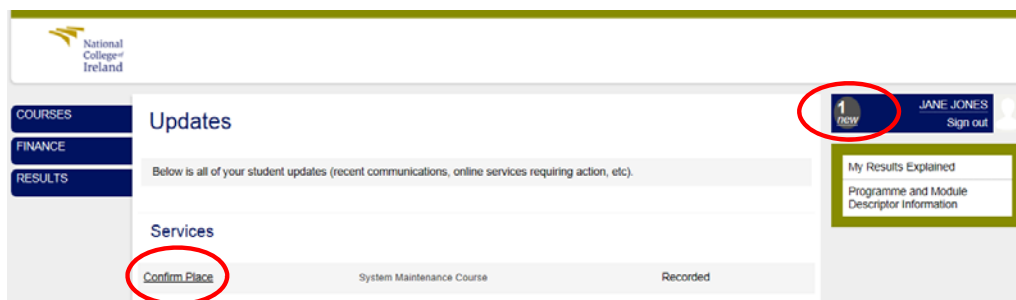 National
College of
Ireland
COURSES
FINANCE
RESULTS
Updates
Below is all of your student updates (recent communications, online services requiring action, etc).
Services
Confirm Place System Maintenance Course Recorded
1
new
JANE JONES
Sign out
My Results Explained
Programme and Module
Descriptor Information